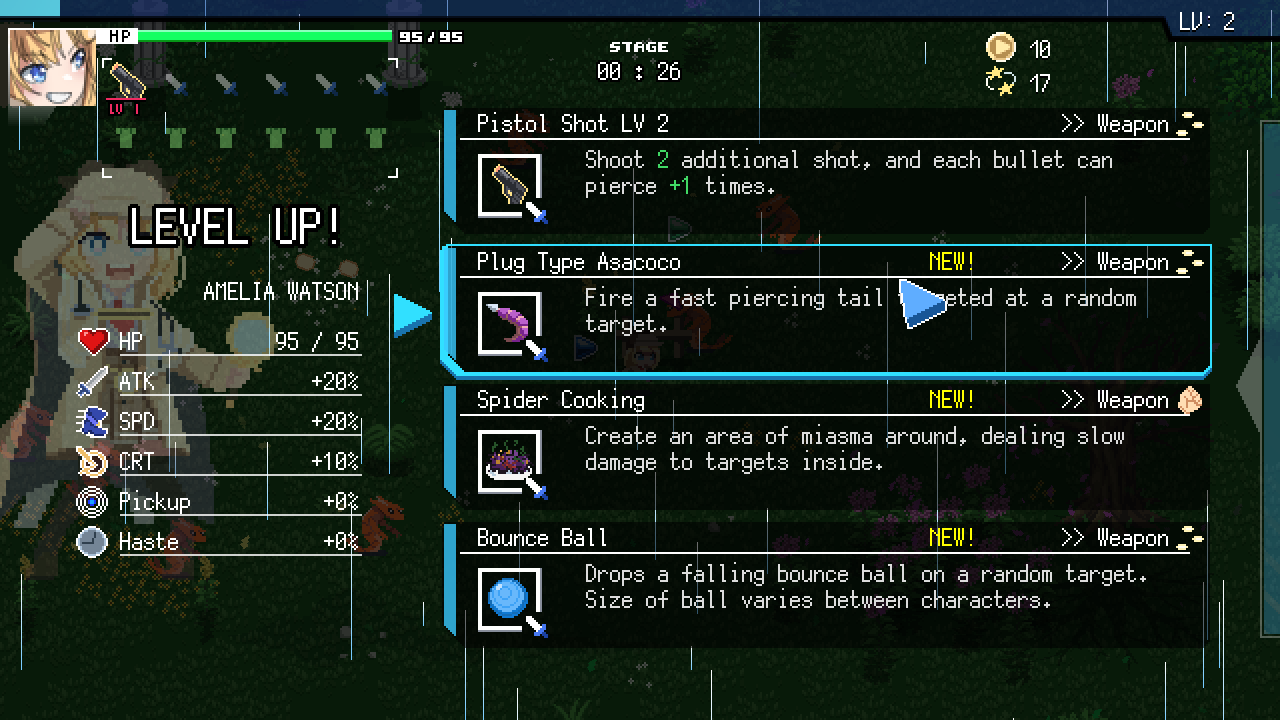 LV: 2
HP
95/95
LV 1
STAGE
00 : 26
10
17
LEVEL UP!
AMELIA WATSON
HP 95 / 95
ATK +20%
SPD +20%
CRT +10%
Pickup +0%
Haste +0%
Pistol Shot LV 2 >> Weapon
Shoot 2 additional shot, and each bullet can
pierce +1 times.
Plug Type Asacoco NEW! >> Weapon
Fire a fast piercing tail at a random
target.
Spider Cooking NEW! >> Weapon
Create an area of miasma around, dealing slow
damage to targets inside.
Bounce Ball NEW! >> Weapon
Drops a falling bounce ball on a random target.
Size of ball varies between characters.